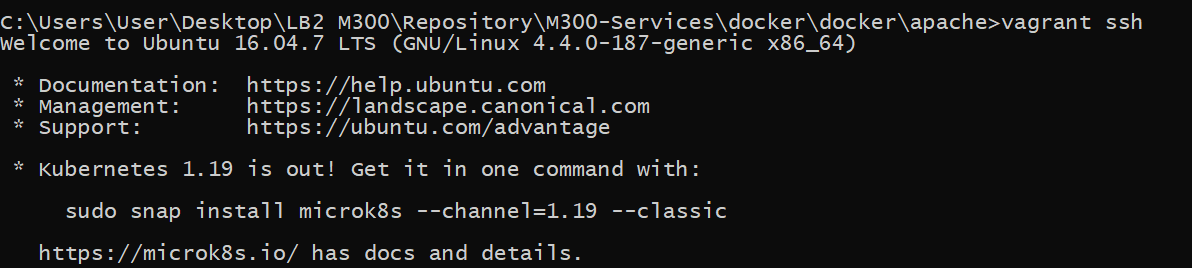 C:\Users\User\Desktop\LB2 M300\Repository\M300-Services\docker\docker\apache>vagrant ssh
Welcome to Ubuntu 16.04.7 LTS (GNU/Linux 4.4.0-187-generic x86_64)
* Documentation:  https://help.ubuntu.com
* Management:     https://landscape.canonical.com
* Support:        https://ubuntu.com/advantage
* Kubernetes 1.19 is out! Get it in one command with:
sudo snap install microk8s --channel=1.19 --classic
https://microk8s.io/ has docs and details.